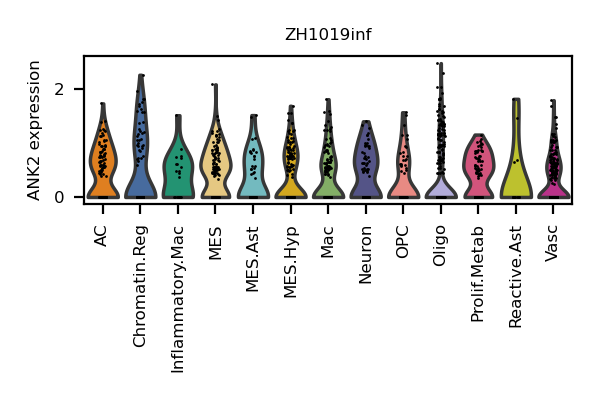 ZH1019inf
ANK2 expression
2
0
AC
Chromatin.Reg
Inflammatory.Mac
MES
MES.Ast
MES.Hyp
Mac
Neuron
OPC
Oligo
Prolif.Metab
Reactive.Ast
Vasc